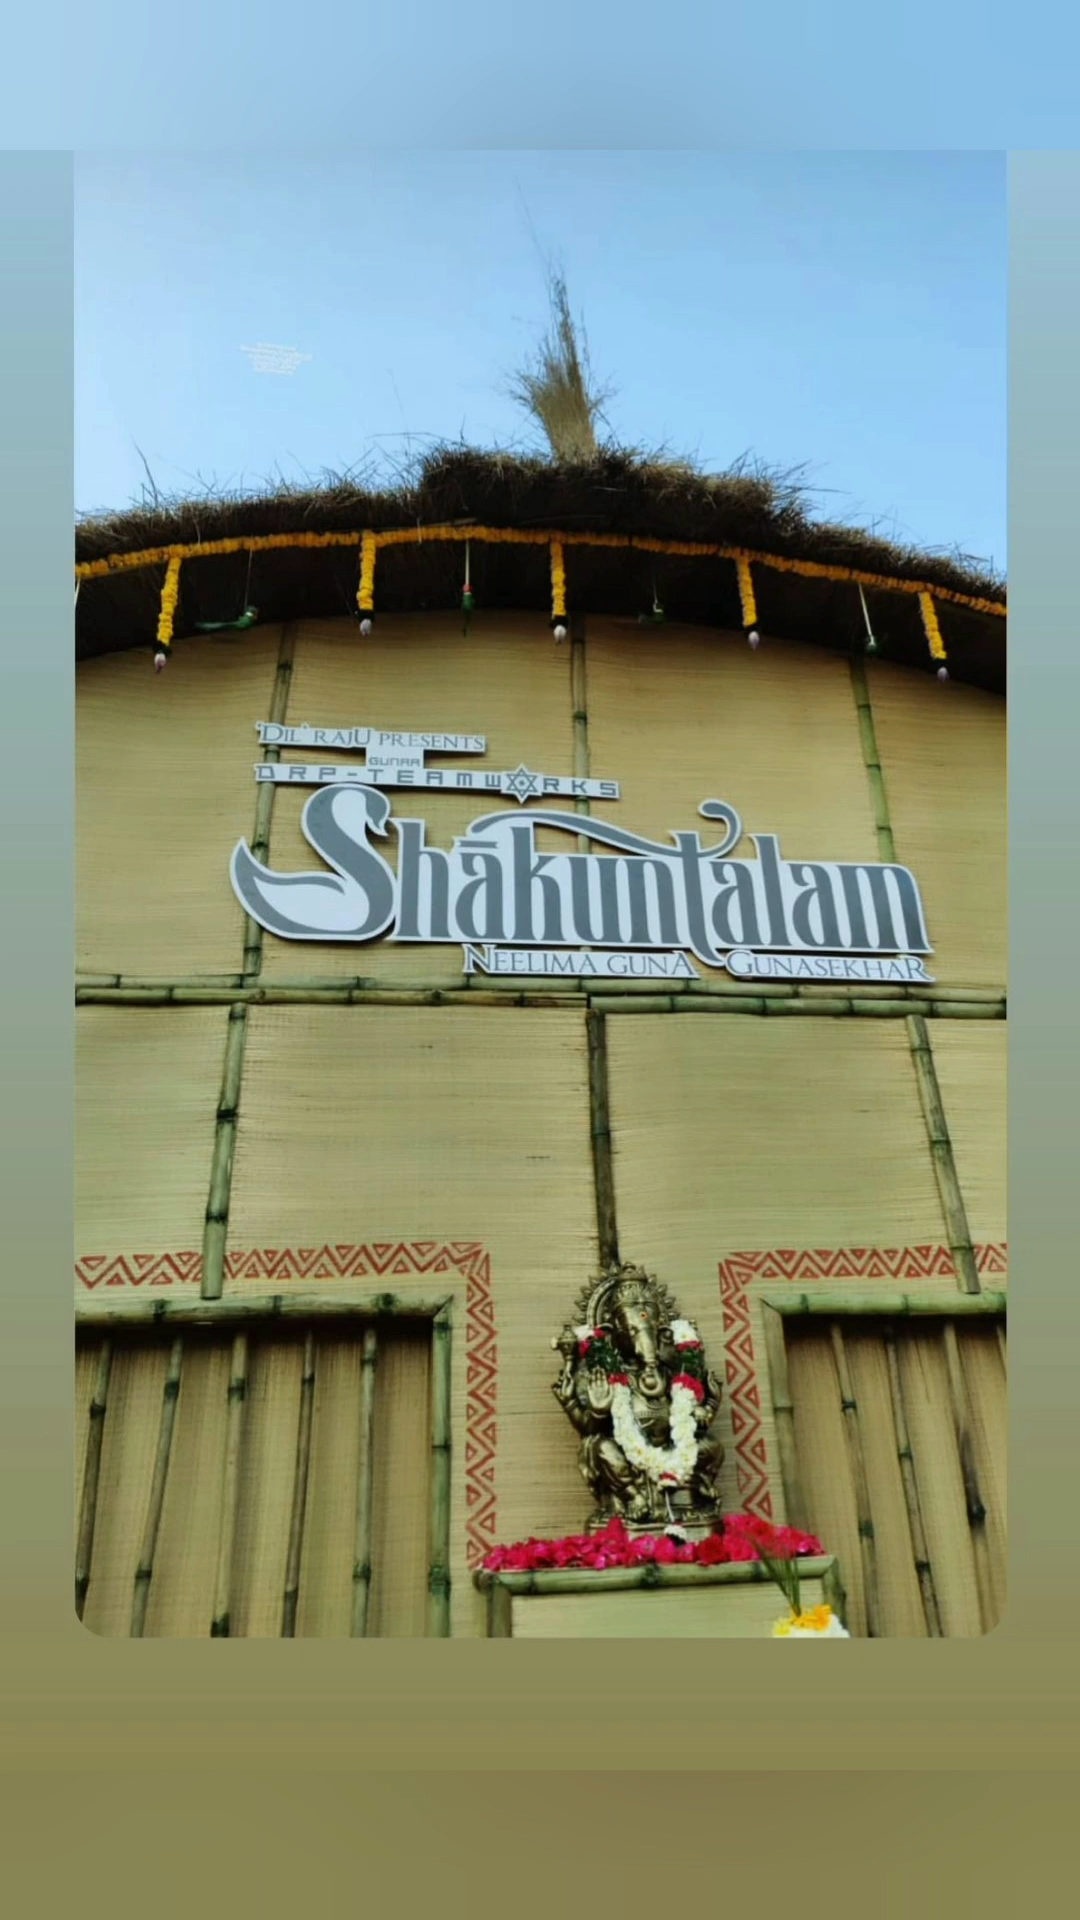 'DIL' RAJU PRESENTS
GUNAA
DRP-TEAMWORKS
Shākuntalam
NEELIMA GUNA GUNASEKHAR